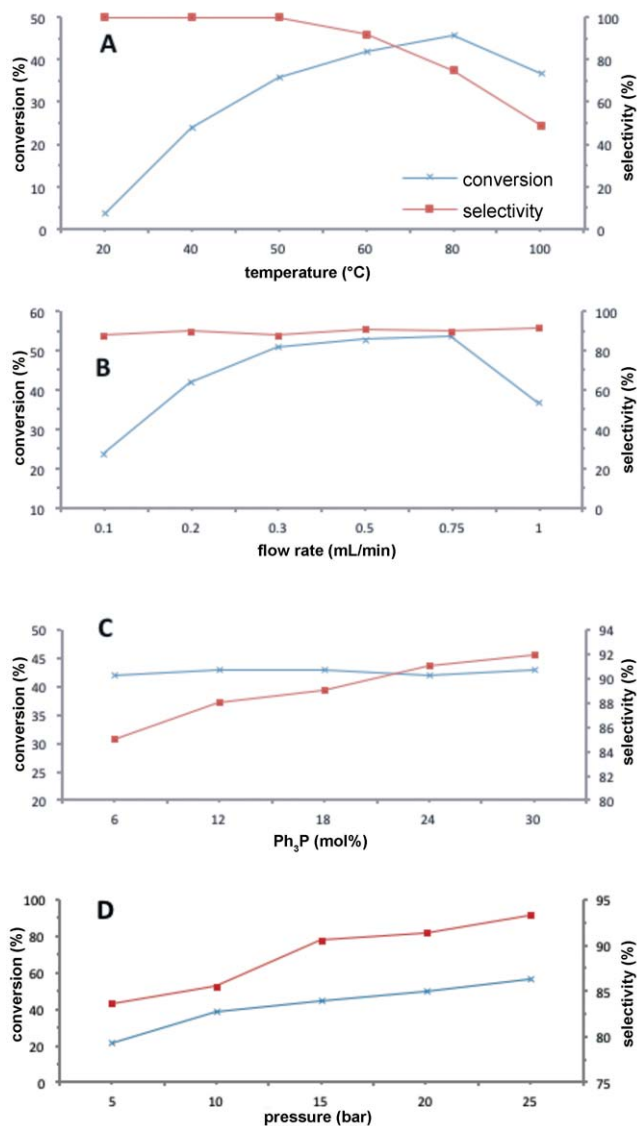 A
conversion (%)
50
40
30
20
10
0
selectivity (%)
100
80
60
40
20
0
conversion
selectivity
20 40 50 60 80 100
temperature (°C)
B
conversion (%)
60
50
40
30
20
10
selectivity (%)
100
80
60
40
20
0
0.1 0.2 0.3 0.5 0.75 1
flow rate (mL/min)
C
conversion (%)
50
45
40
35
30
25
20
selectivity (%)
94
92
90
88
86
84
82
80
6 12 18 24 30
Ph₃P (mol%)
D
conversion (%)
100
80
60
40
20
0
selectivity (%)
95
90
85
80
75
5 10 15 20 25
pressure (bar)